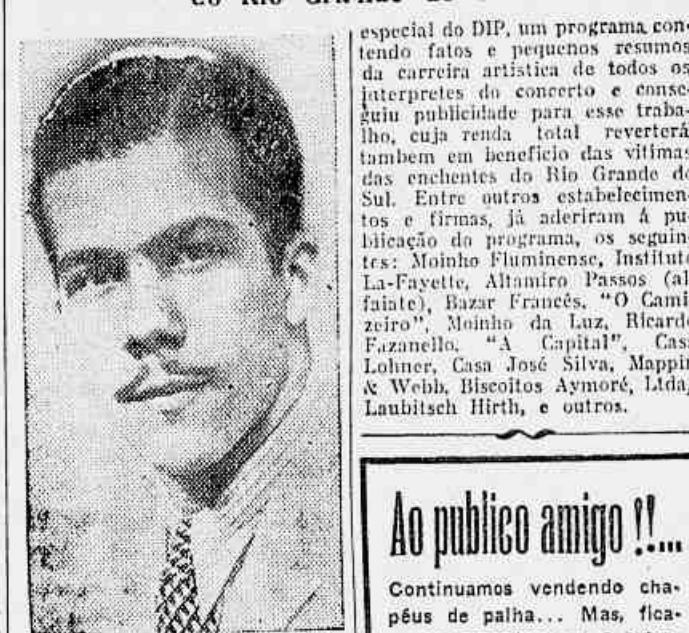 Rio Grande
especial do DIP, um programa con-
tendo fatos e pequenos resumos
da carreira artistica de todos os
interpretes do concerto e conse-
guiu publicidade para esse traba-
lho, cuja renda total reverterá
tambem em beneficio das vitimas
das enchentes do Rio Grande do
Sul. Entre outros estabelecimen-
tos e firmas, já aderiram á pu-
blicação do programa, os seguin-
tes: Moinho Fluminense, Instituto
La-Fayette, Altamiro Passos (al-
faiate), Bazar Francês, "O Cami-
zeiro", Moinho da Luz, Ricardo
Fazanello, "A Capital", Casa
Lohner, Casa José Silva, Mappin
& Webb, Biscoitos Aymoré, Ltda,
Laubitsch Hirth, e outros.
Ao publico amigo !!...
Continuamos vendendo cha-
péus de palha... Mas, fica-